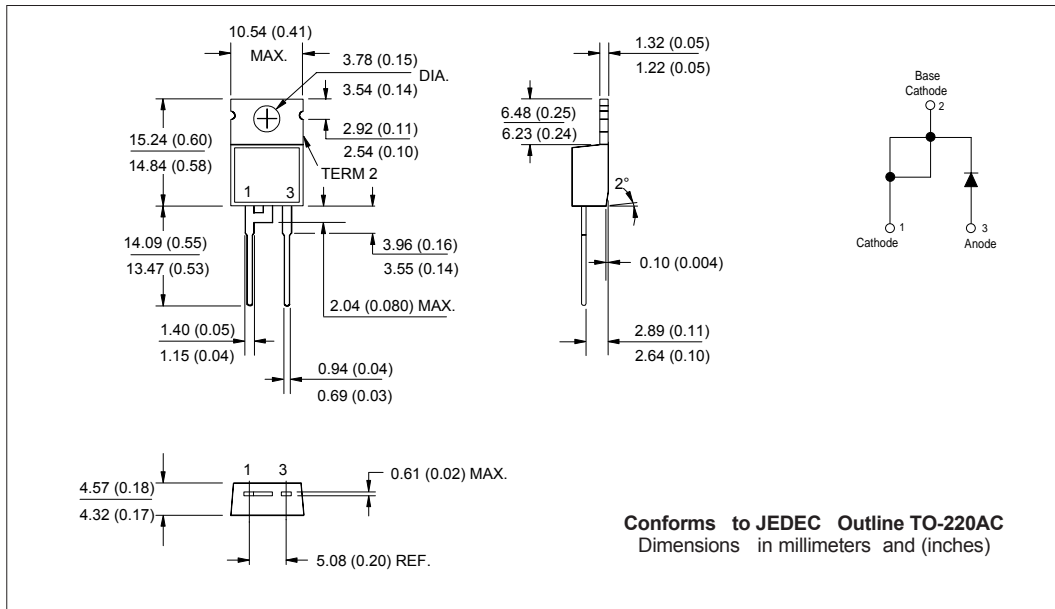 10.54 (0.41)
MAX.
3.78 (0.15)
3.54 (0.14)
DIA.
15.24 (0.60)
14.84 (0.58)
2.92 (0.11)
2.54 (0.10)
TERM 2
1 3
14.09 (0.55)
13.47 (0.53)
3.96 (0.16)
3.55 (0.14)
2.04 (0.080) MAX.
1.40 (0.05)
1.15 (0.04)
0.94 (0.04)
0.69 (0.03)
1.32 (0.05)
1.22 (0.05)
6.48 (0.25)
6.23 (0.24)
2°
0.10 (0.004)
2.89 (0.11)
2.64 (0.10)
Base
Cathode
2
1
Cathode
3
Anode
1 3
4.57 (0.18)
4.32 (0.17)
0.61 (0.02) MAX.
5.08 (0.20) REF.
Conforms to JEDEC Outline TO-220AC
Dimensions in millimeters and (inches)